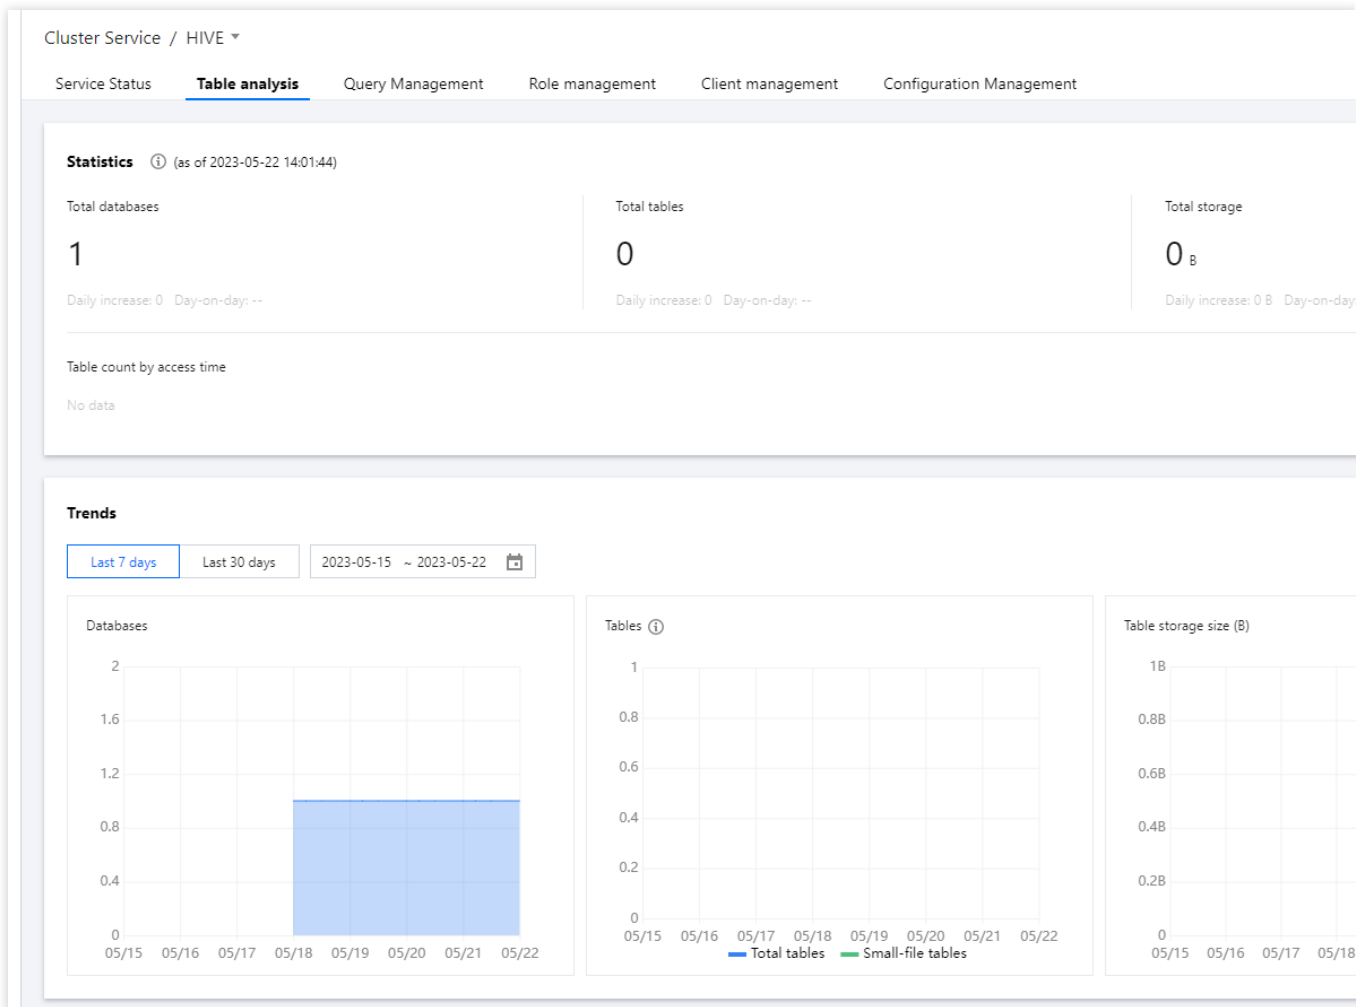 Cluster Service / HIVE
Service Status Table analysis Query Management Role management Client management Configuration Management
Statistics (as of 2023-05-22 14:01:44)
Total databases
1
Daily increase: 0 Day-on-day: --
Total tables
0
Daily increase: 0 Day-on-day: --
Total storage
0 B
Daily increase: 0 B Day-on-day
Table count by access time
No data
Trends
Last 7 days Last 30 days 2023-05-15 ~ 2023-05-22
Databases
2
1.6
1.2
0.8
0.4
0
05/15 05/16 05/17 05/18 05/19 05/20 05/21 05/22
Tables
1
0.8
0.6
0.4
0.2
0
05/15 05/16 05/17 05/18 05/19 05/20 05/21 05/22
Total tables Small-file tables
Table storage size (B)
1B
0.8B
0.6B
0.4B
0.2B
0
05/15 05/16 05/17 05/18